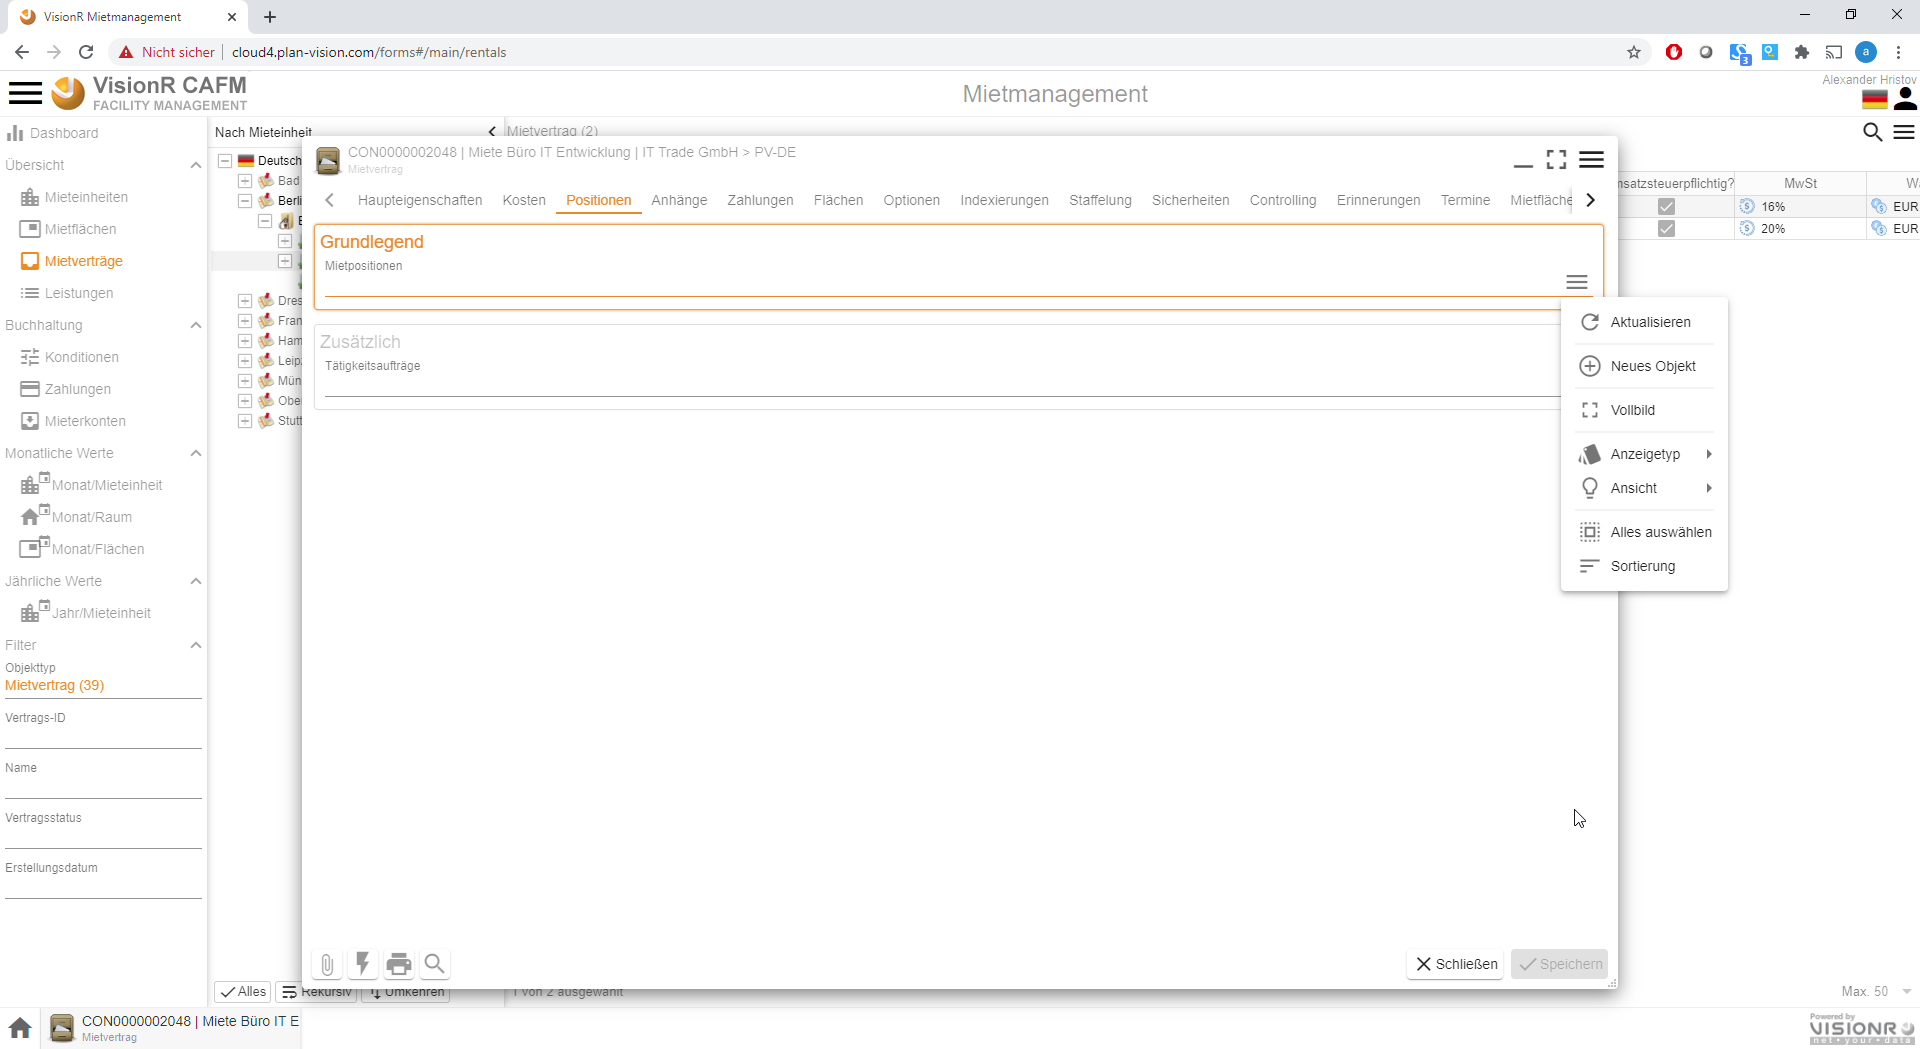 VisionR Mietmanagement
Nicht sicher
cloud4.plan-vision.com/forms#/main/rentals
3
a
VisionR CAFM
FACILITY MANAGEMENT
Mietmanagement
Alexander Hristov
Dashboard
Übersicht
Mieteinheiten
Mietflächen
Mietverträge
Leistungen
Buchhaltung
Konditionen
Zahlungen
Mieterkonten
Monatliche Werte
Monat/Mieteinheit
Monat/Raum
Monat/Flächen
Jährliche Werte
Jahr/Mieteinheit
Filter
Objekttyp
Mietvertrag (39)
Vertrags-ID
Name
Vertragsstatus
Erstellungsdatum
Nach Mieteinheit
Mietvertrag (2)
Deutsch
Bad
Berli
Dres
Fran
Ham
Leip
Mün
Ober
Stutt
CON0000002048 | Miete Büro IT Entwicklung | IT Trade GmbH > PV-DE
Mietvertrag
Haupteigenschaften
Kosten
Positionen
Anhänge
Zahlungen
Flächen
Optionen
Indexierungen
Staffelung
Sicherheiten
Controlling
Erinnerungen
Termine
Mietfläche
Grundlegend
Mietpositionen
Zusätzlich
Tätigkeitsaufträge
Aktualisieren
Neues Objekt
Vollbild
Anzeigetyp
Ansicht
Alles auswählen
Sortierung
nsatzsteuerpflichtig?
MwSt
Wä
16%
EUR
20%
EUR
Schließen
Speichern
Alles
Rekursiv
Umkehren
1 von 2 ausgewählt
Max. 50
CON0000002048 | Miete Büro IT E
Mietvertrag
Powered by
VISIONR
net • your • data